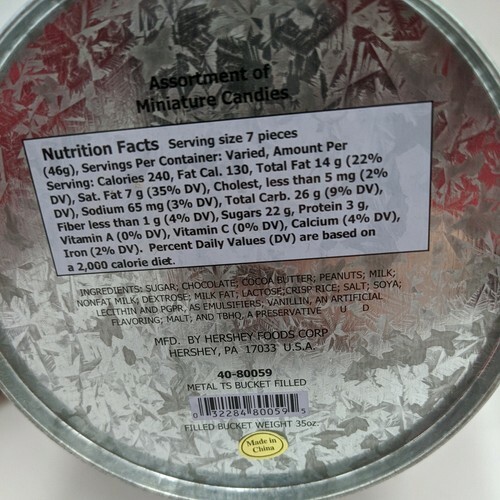 Assortment of
Miniature Candies
Nutrition Facts Serving size 7 pieces
(46g), Servings Per Container: Varied, Amount Per
Serving: Calories 240, Fat Cal. 130, Total Fat 14 g (22%
DV), Sat. Fat 7 g (35% DV), Cholest, less than 5 mg (2%
DV), Sodium 65 mg (3% DV), Total Carb. 26 g (9% DV),
Fiber less than 1 g (4% DV), Sugars 22 g, Protein 3 g,
Vitamin A (0% DV), Vitamin C (0% DV), Calcium (4% DV),
Iron (2% DV). Percent Daily Values (DV) are based on
a 2,000 calorie diet.
INGREDIENTS: SUGAR; CHOCOLATE; COCOA BUTTER; PEANUTS; MILK;
NONFAT MILK; DEXTROSE; MILK FAT; LACTOSE;CRISP RICE; SALT; SOYA;
LECITHIN AND PGPR, AS EMULSIFIERS; VANILLIN, AN ARTIFICIAL
FLAVORING; MALT; AND TBHQ, A PRESERVATIVE U D
MFD. BY HERSHEY FOODS CORP
HERSHEY, PA 17033 U.S.A.
40-80059
METAL TS BUCKET FILLED
0 32284 80059 5
FILLED BUCKET WEIGHT 35oz.
Made in
China